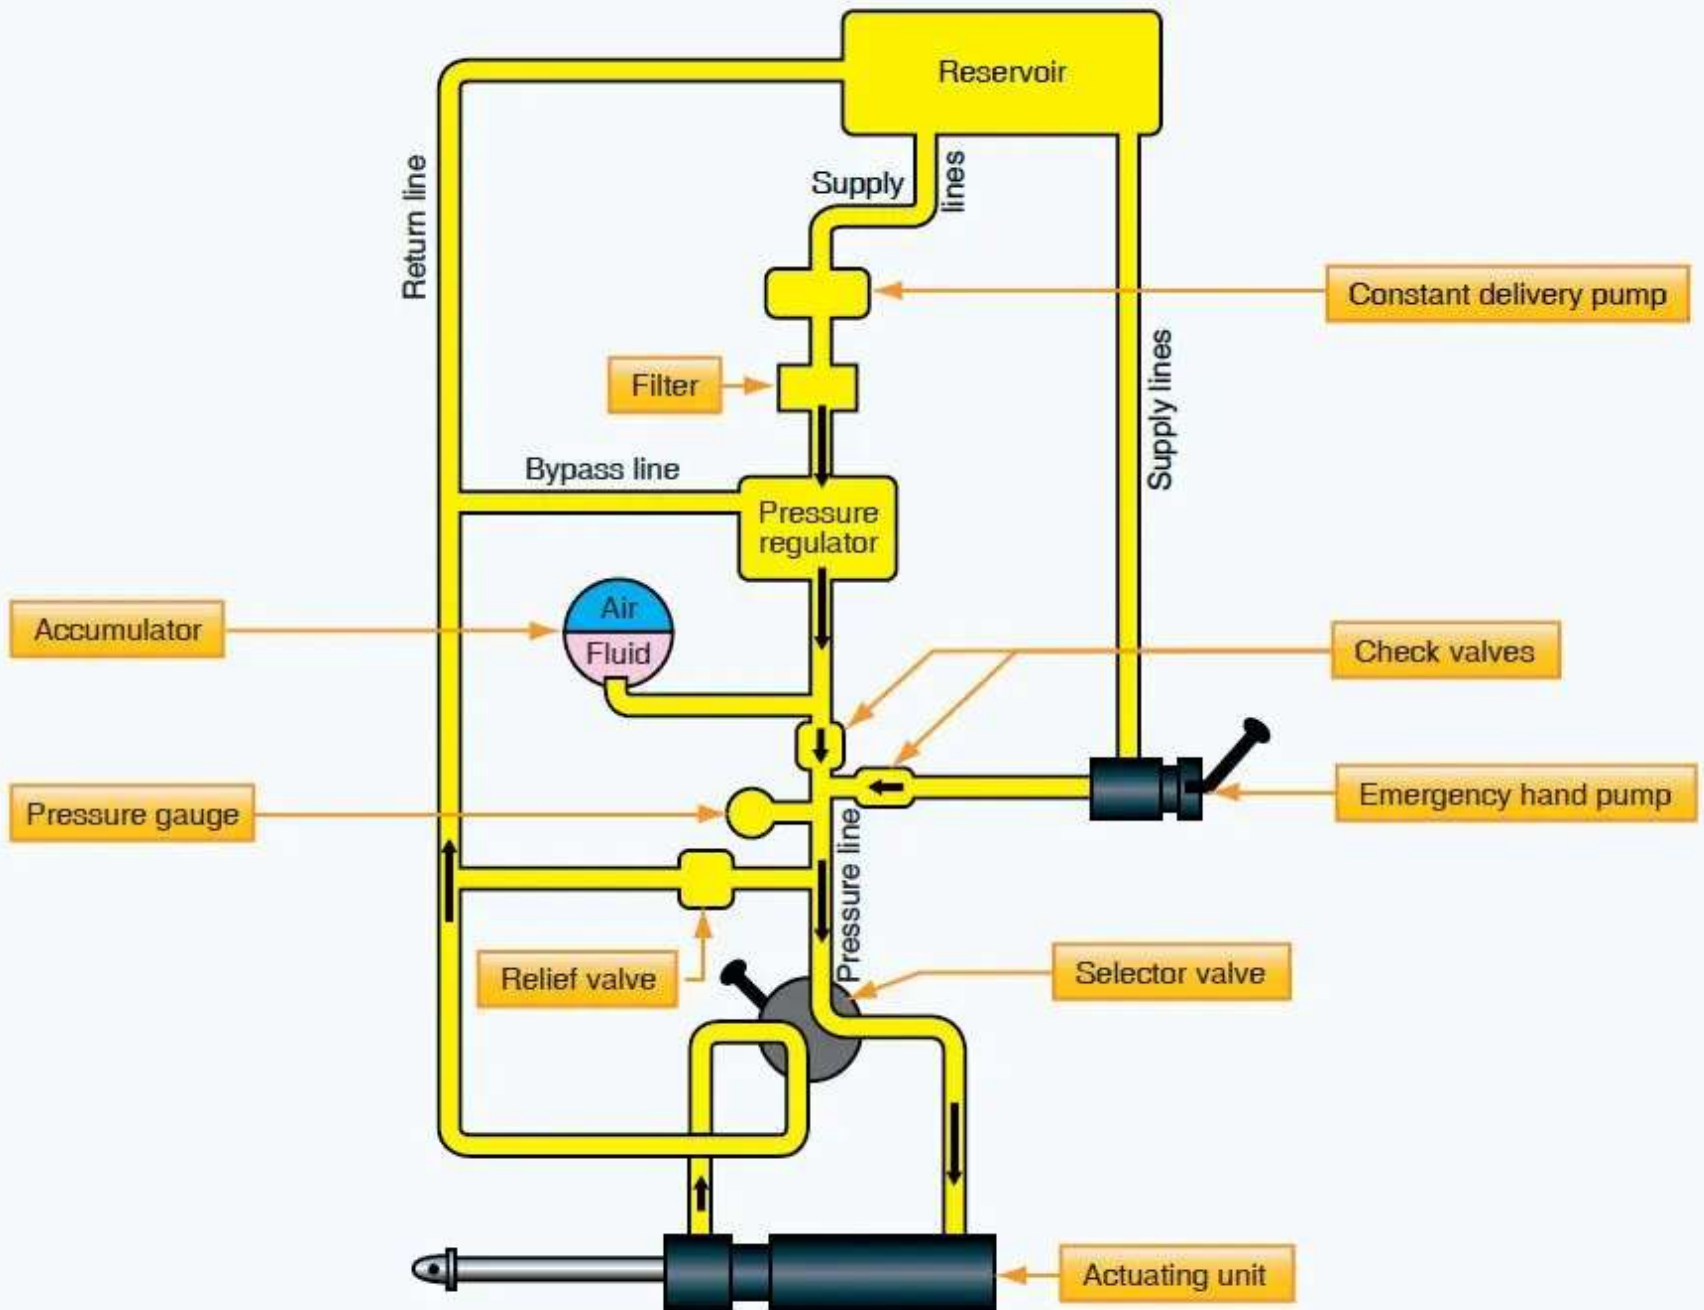 Reservoir
Return line
Supply
lines
Constant delivery pump
Supply lines
Filter
Bypass line
Pressure
regulator
Air
Fluid
Accumulator
Check valves
Pressure gauge
Emergency hand pump
Pressure line
Relief valve
Selector valve
Actuating unit